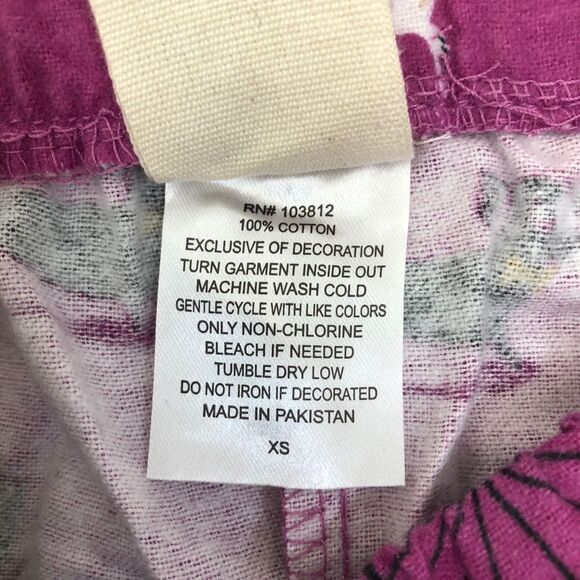 RN# 103812
100% COTTON
EXCLUSIVE OF DECORATION
TURN GARMENT INSIDE OUT
MACHINE WASH COLD
GENTLE CYCLE WITH LIKE COLORS
ONLY NON-CHLORINE
BLEACH IF NEEDED
TUMBLE DRY LOW
DO NOT IRON IF DECORATED
MADE IN PAKISTAN
XS